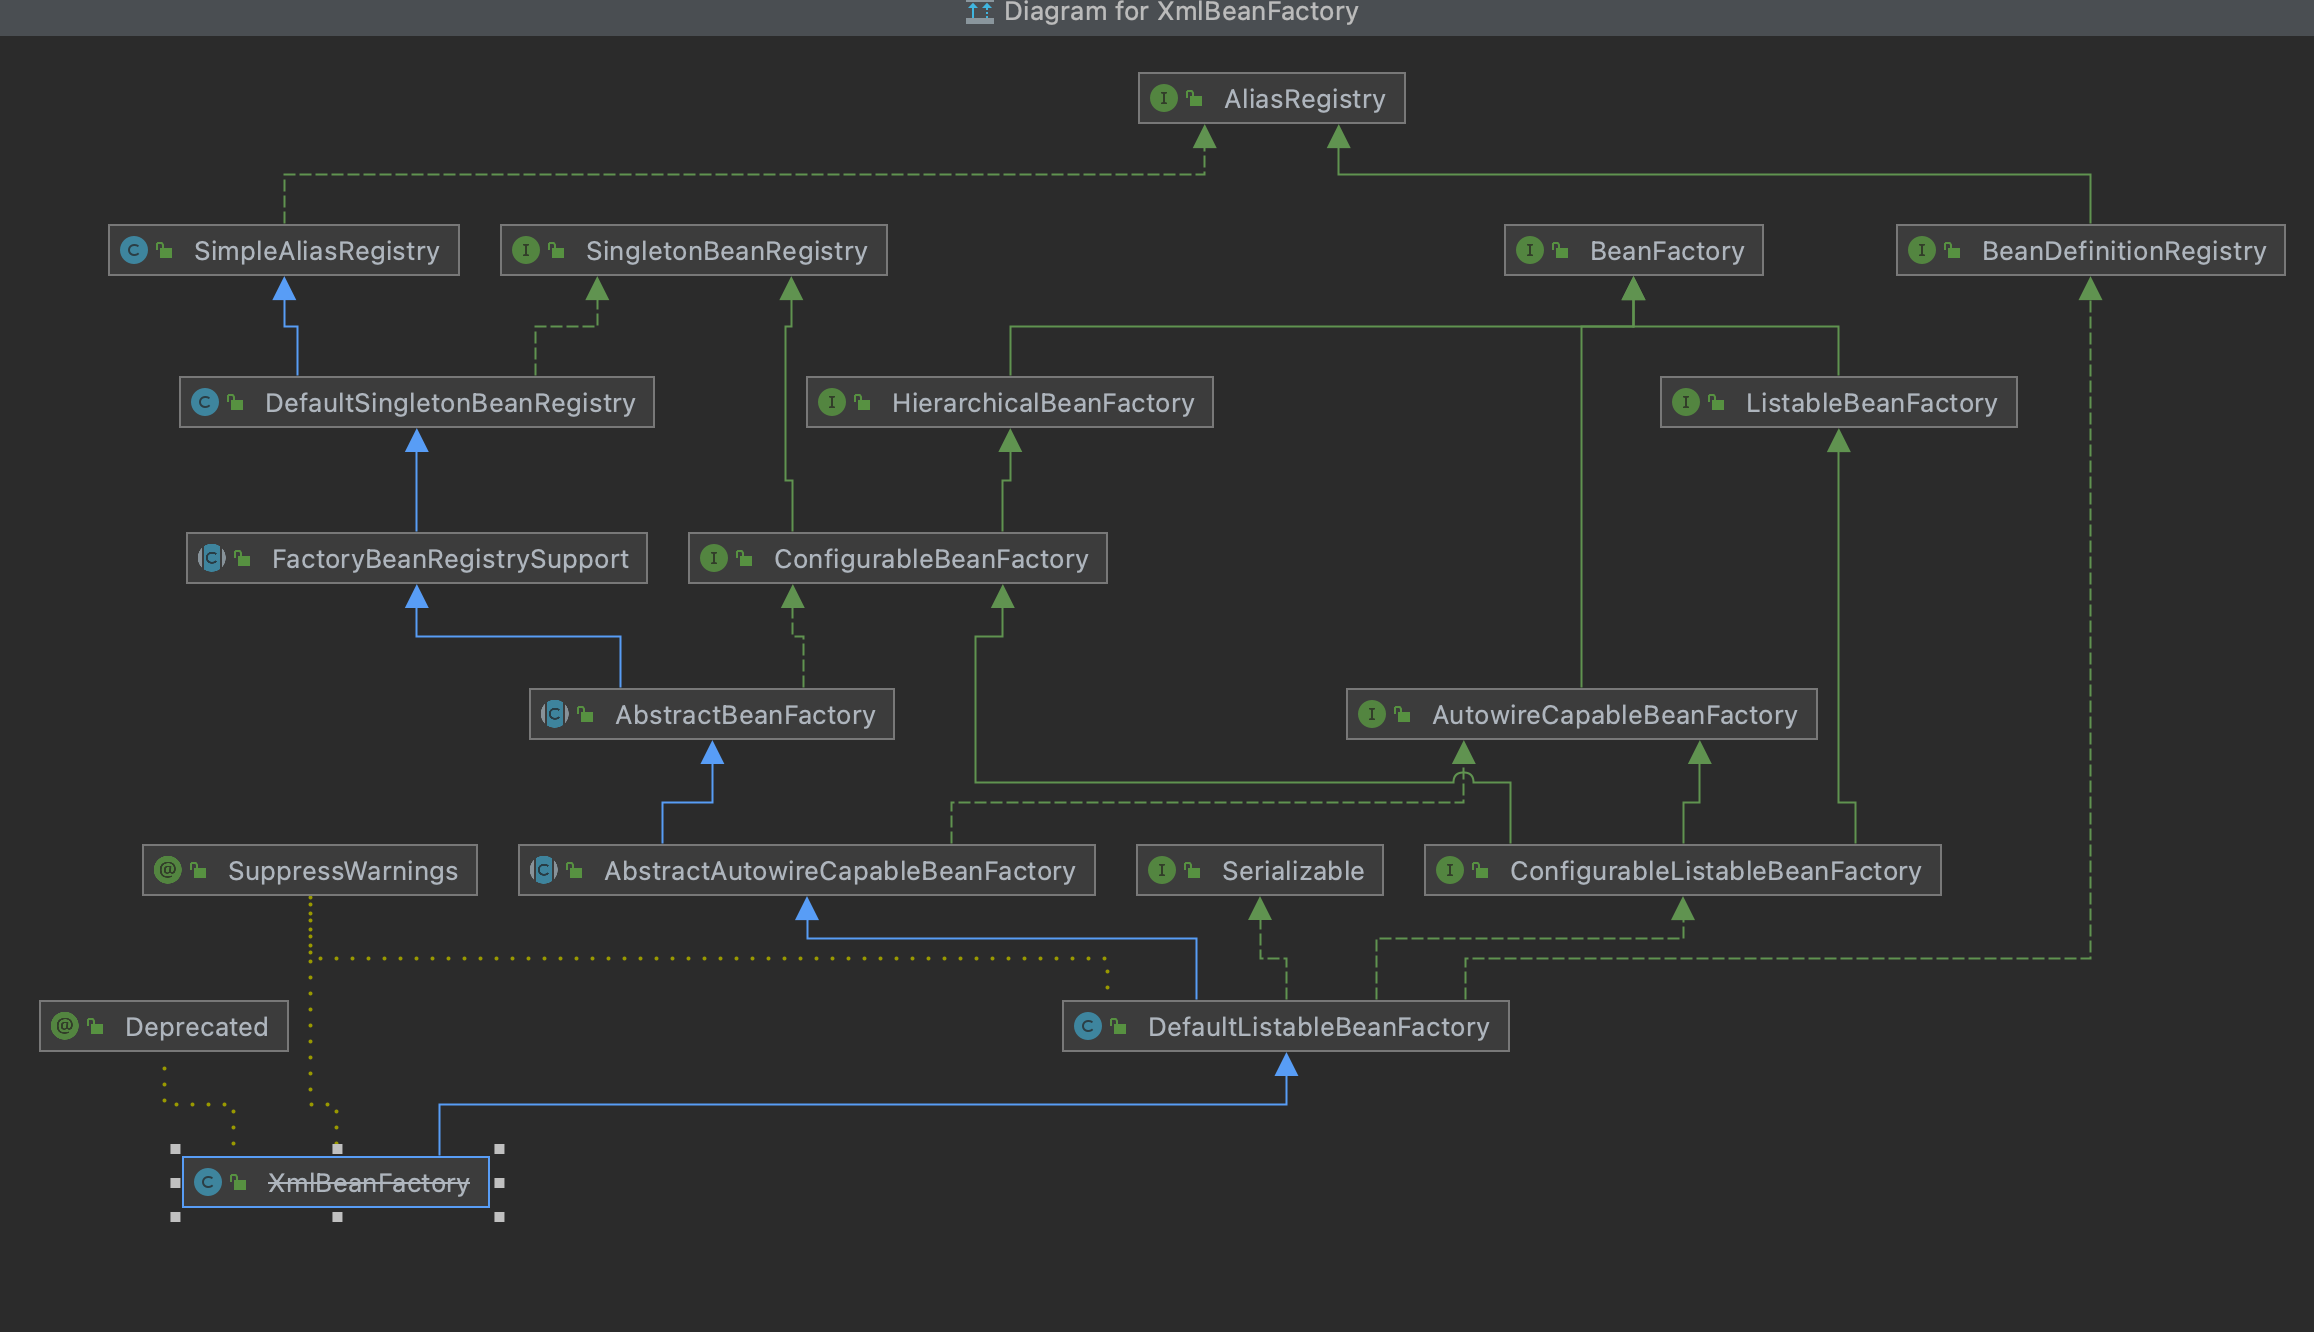 Diagram for XmlBeanFactory
I AliasRegistry
C SimpleAliasRegistry
I SingletonBeanRegistry
I BeanFactory
I BeanDefinitionRegistry
C DefaultSingletonBeanRegistry
I HierarchicalBeanFactory
I ListableBeanFactory
C FactoryBeanRegistrySupport
I ConfigurableBeanFactory
C AbstractBeanFactory
I AutowireCapableBeanFactory
@ SuppressWarnings
C AbstractAutowireCapableBeanFactory
I Serializable
I ConfigurableListableBeanFactory
@ Deprecated
C DefaultListableBeanFactory
C XmlBeanFactory